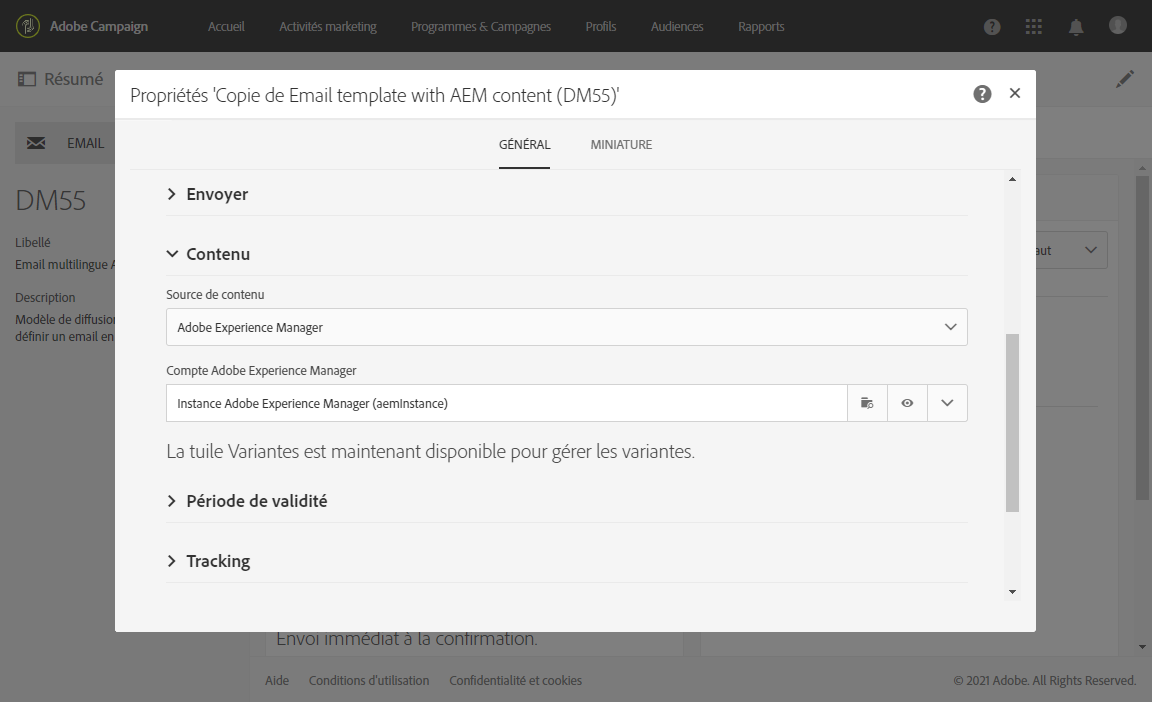 Adobe Campaign
Accueil
Activités marketing
Programmes & Campagnes
Profils
Audiences
Rapports
Résumé
Propriétés 'Copie de Email template with AEM content (DM55)'
EMAIL
GÉNÉRAL
MINIATURE
DM55
Libellé
Email multilingue
Description
Modèle de
définir un email en
Envoyer
Contenu
Source de contenu
Adobe Experience Manager
Compte Adobe Experience Manager
Instance Adobe Experience Manager (aemInstance)
La tuile Variantes est maintenant disponible pour gérer les variantes.
Période de validité
Tracking
Envoi immédiat à la confirmation.
Aide
Conditions d'utilisation
Confidentialité et cookies
© 2021 Adobe. All Rights Reserved.